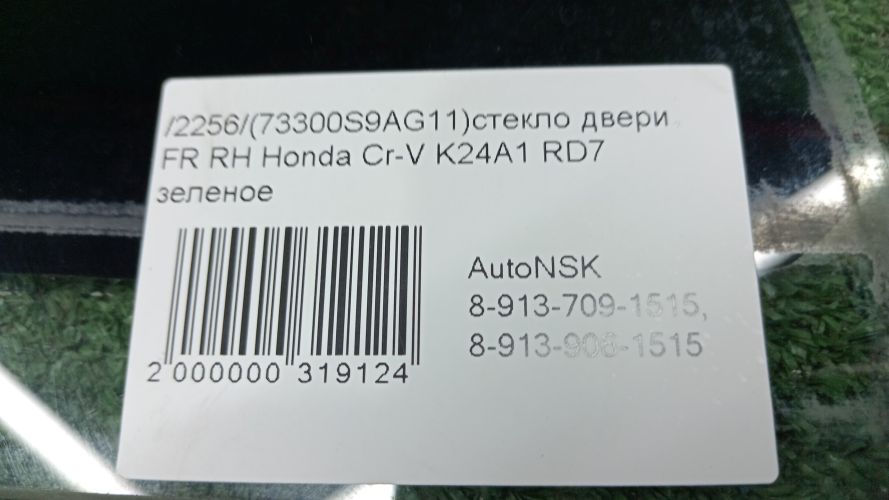 /2256/(73300S9AG11)стекло двери
FR RH Honda Cr-V K24A1 RD7
зеленое
AutoNSK
8-913-709-1515,
8-913-906-1515
2 000000 319124